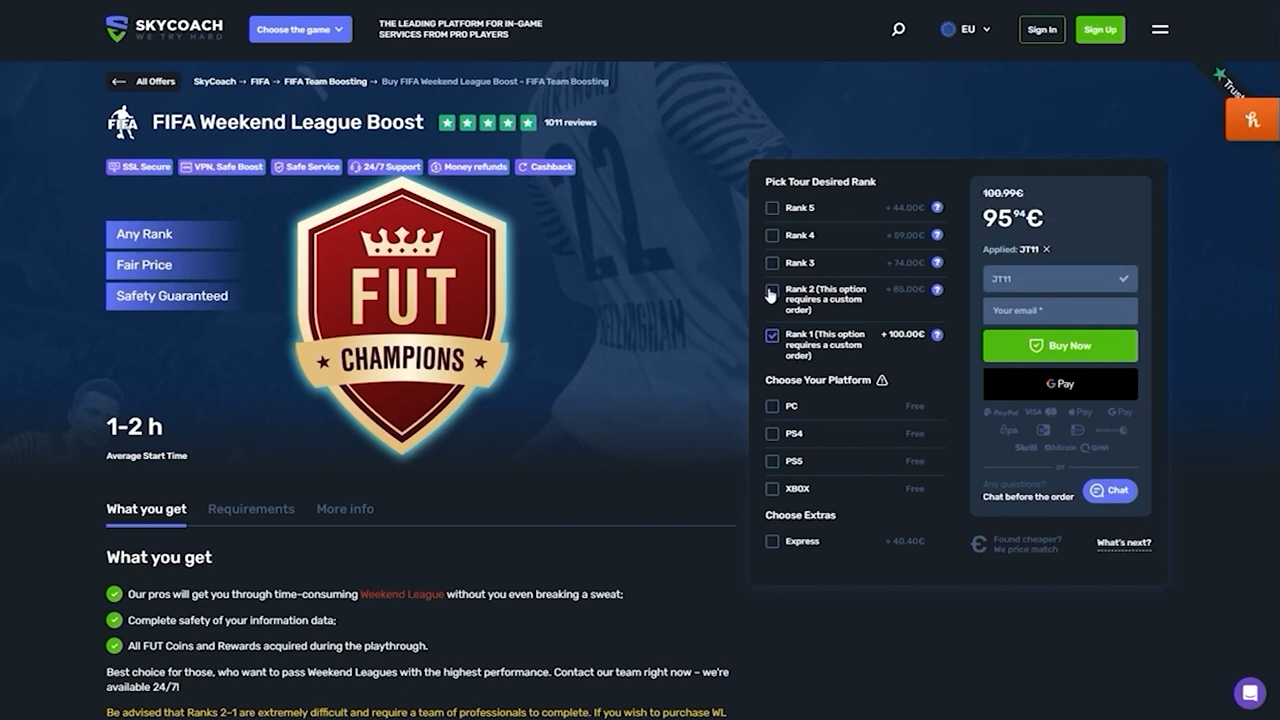 SKYCOACH
WE TRY HARD
Choose the game
THE LEADING PLATFORM FOR IN-GAME
SERVICES FROM PRO PLAYERS
EU
Sign In
Sign Up
All Offers
SkyCoach → FIFA → FIFA Team Boosting → Buy FIFA Weekend League Boost - FIFA Team Boosting
FIFA
FIFA Weekend League Boost
1011 reviews
SSL Secure
VPN, Safe Boost
Safe Service
24/7 Support
Money refunds
Cashback
Any Rank
Fair Price
Safety Guaranteed
FUT
CHAMPIONS
22
BELLINGHAM
1-2 h
Average Start Time
What you get
Requirements
More info
What you get
Our pros will get you through time-consuming Weekend League without you even breaking a sweat;
Complete safety of your information data;
All FUT Coins and Rewards acquired during the playthrough.
Best choice for those, who want to pass Weekend Leagues with the highest performance. Contact our team right now – we're
available 24/7!
Be advised that Ranks 2-1 are extremely difficult and require a team of professionals to complete. If you wish to purchase WL
Pick Tour Desired Rank
Rank 5 + 44.00€ ?
Rank 4 + 59.00€ ?
Rank 3 + 74.00€ ?
Rank 2 (This option + 85.00€ ?
requires a custom
order)
Rank 1 (This option + 100.00€ ?
requires a custom
order)
Choose Your Platform
PC Free
PS4 Free
PS5 Free
XBOX Free
Choose Extras
Express + 40.40€
100.99€
95.94€
Applied: JT11 ×
JT11
Your email *
Buy Now
G Pay
PayPal VISA Pay G Pay
Skrill bitcoin QIWI
or
Any questions?
Chat before the order
Chat
Found cheaper?
We price match
What's next?
Trust
h